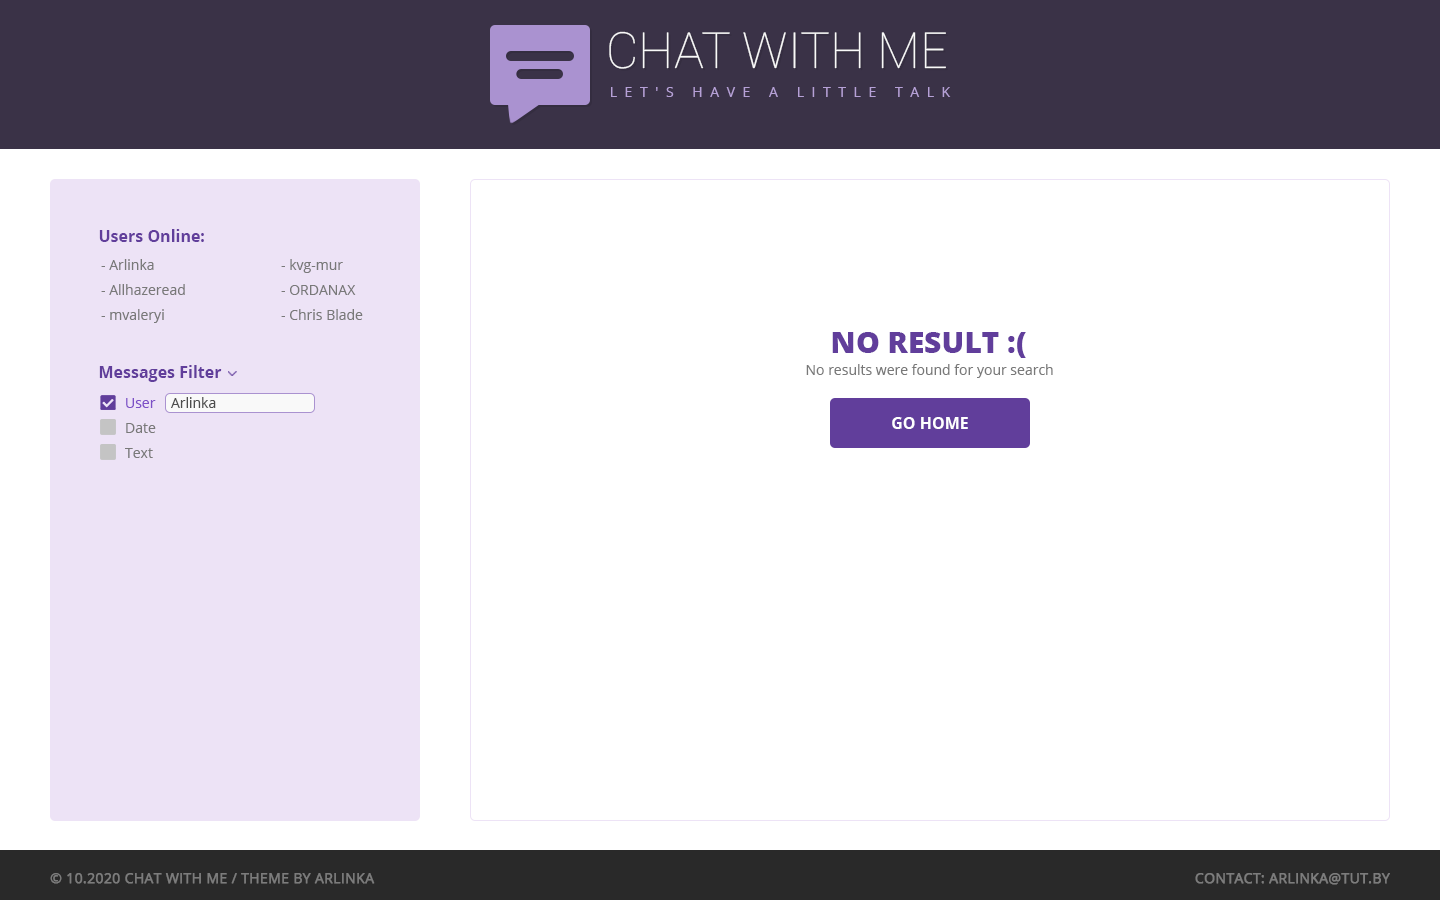 CHAT WITH ME
LET'S HAVE A LITTLE TALK
Users Online:
- Arlinka
- kvg-mur
- Allhazeread
- ORDANAX
- mvaleryi
- Chris Blade
Messages Filter
User Arlinka
Date
Text
NO RESULT :(
No results were found for your search
GO HOME
© 10.2020 CHAT WITH ME / THEME BY ARLINKA
CONTACT: ARLINKA@TUT.BY